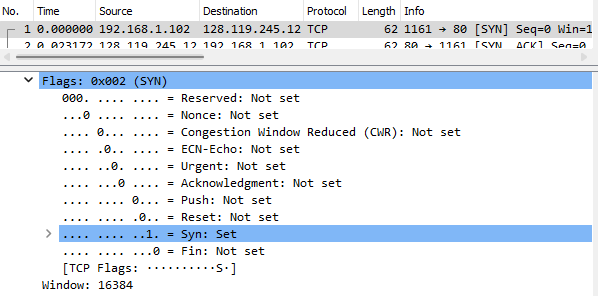 No. Time Source Destination Protocol Length Info
1 0.000000 192.168.1.102 128.119.245.12 TCP 62 1161 → 80 [SYN] Seq=0 Win=1
2 0.023172 128.119.245.12 192.168.1.102 TCP 62 80 → 1161 [SYN, ACK] Seq=0
Flags: 0x002 (SYN)
000. .... .... = Reserved: Not set
...0 .... .... = Nonce: Not set
.... 0... .... = Congestion Window Reduced (CWR): Not set
.... .0.. .... = ECN-Echo: Not set
.... ..0. .... = Urgent: Not set
.... ...0 .... = Acknowledgment: Not set
.... .... 0... = Push: Not set
.... .... .0.. = Reset: Not set
.... .... ..1. = Syn: Set
.... .... ...0 = Fin: Not set
[TCP Flags: ··········S·]
Window: 16384